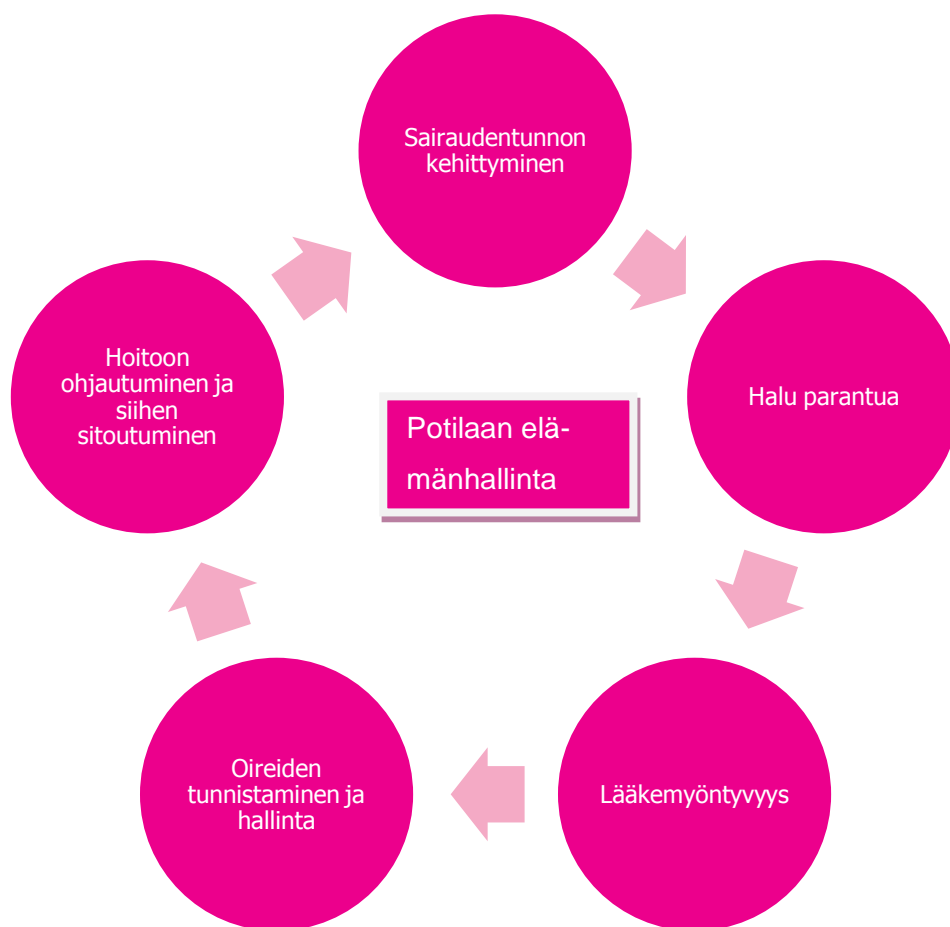 Sairaudentunnon
kehittyminen
Halu parantua
Lääkemyöntyvyys
Oireiden
tunnistaminen ja
hallinta
Hoitoon
ohjautuminen ja
siihen
sitoutuminen
Potilaan elä-
mänhallinta